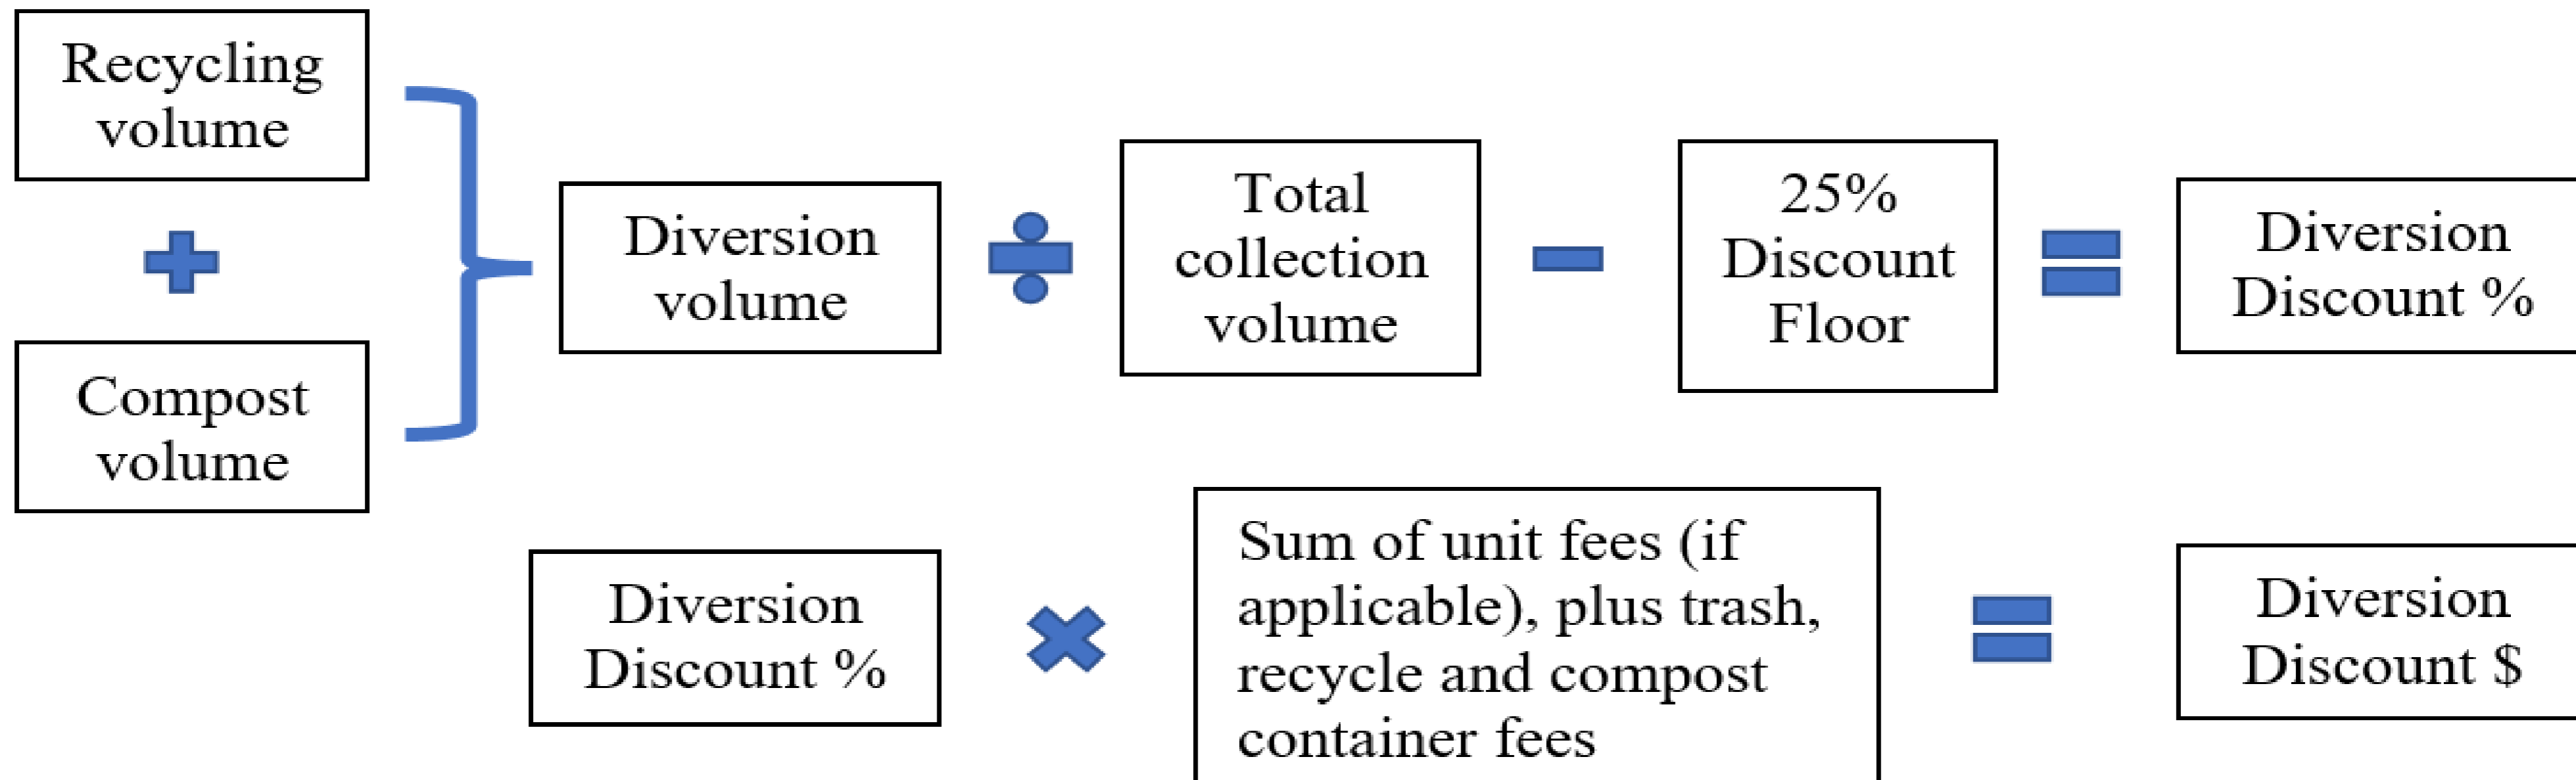 Recycling
volume
Compost
volume
Diversion
volume
Total
collection
volume
25%
Discount
Floor
Diversion
Discount %
Diversion
Discount %
Sum of unit fees (if
applicable), plus trash,
recycle and compost
container fees
Diversion
Discount $